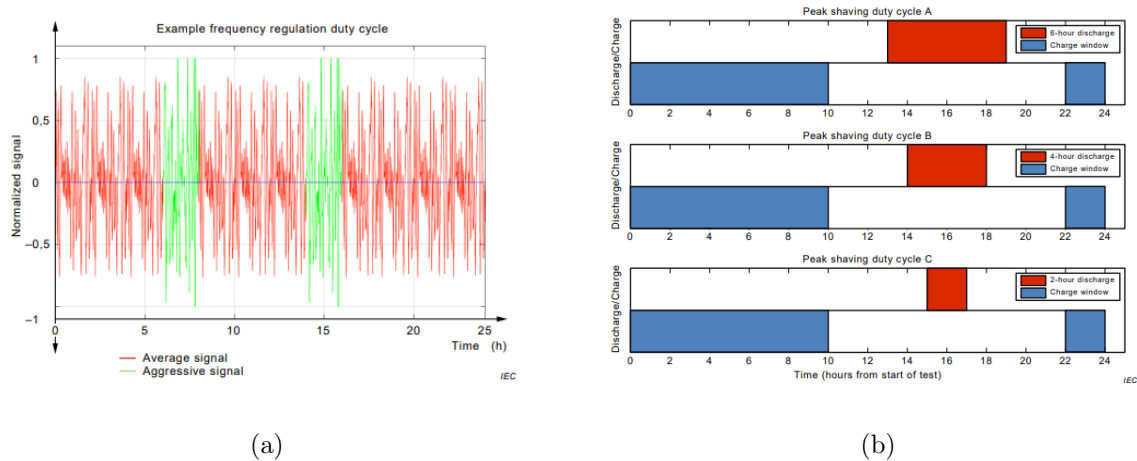 Example frequency regulation duty cycle
Normalized signal
1
0,5
0
–0,5
–1
0 5 10 15 20 25
Time (h)
Average signal
Aggressive signal
IEC
(a)
Peak shaving duty cycle A
Discharge/Charge
6-hour discharge
Charge window
0 2 4 6 8 10 12 14 16 18 20 22 24
Peak shaving duty cycle B
Discharge/Charge
4-hour discharge
Charge window
0 2 4 6 8 10 12 14 16 18 20 22 24
Peak shaving duty cycle C
Discharge/Charge
2-hour discharge
Charge window
0 2 4 6 8 10 12 14 16 18 20 22 24
Time (hours from start of test)
IEC
(b)